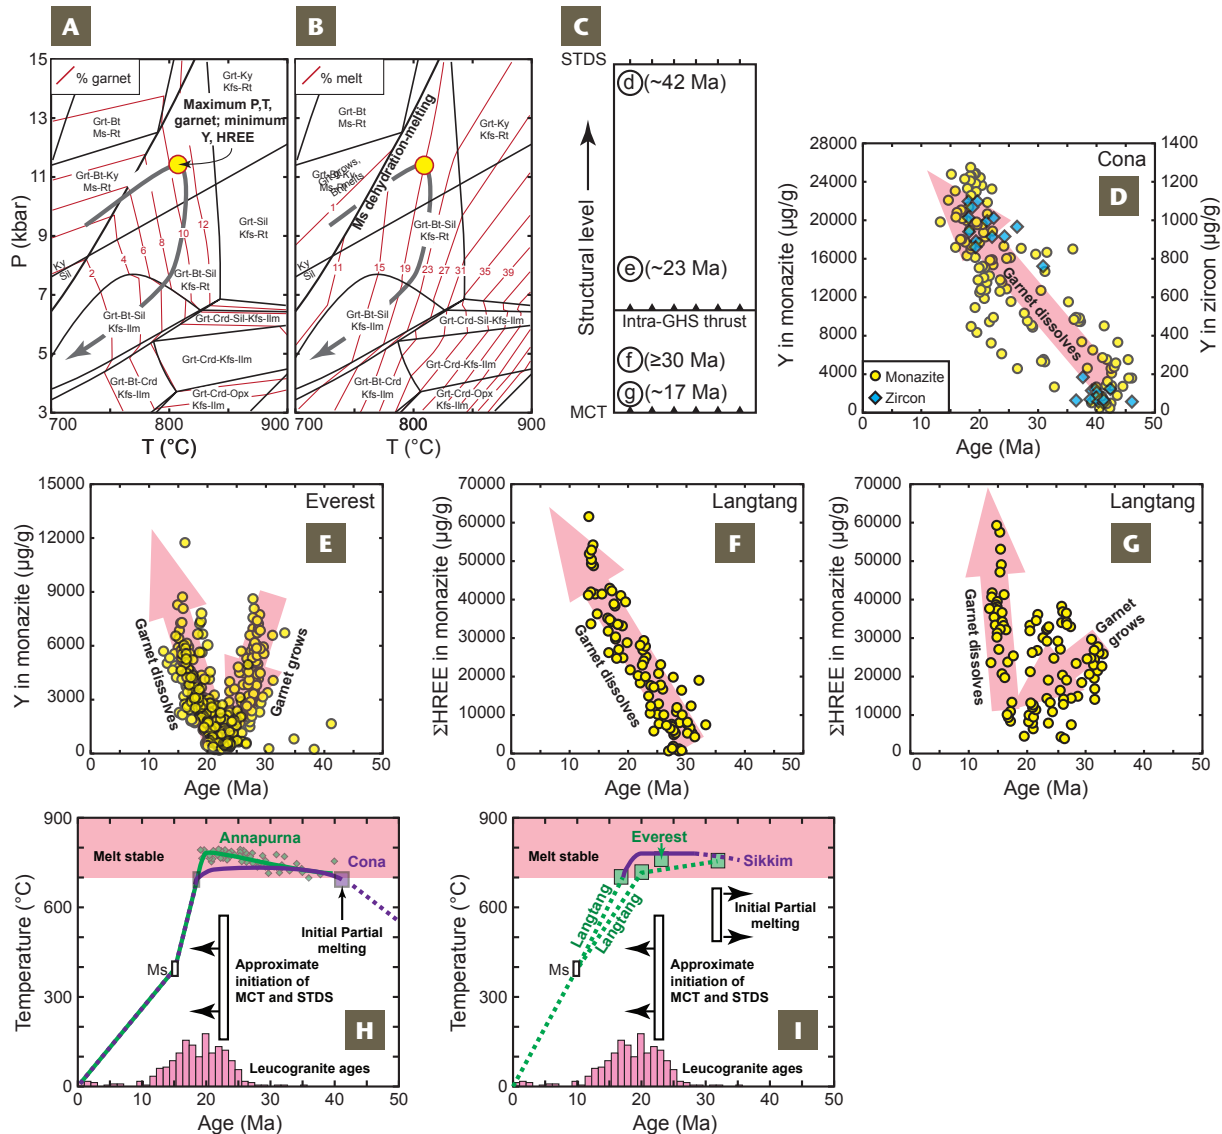 A
B
C
% garnet
Grt-Ky
Kfs-Rt
Maximum P,T,
garnet; minimum
Y, HREE
Grt-Bt
Ms-Rt
Grt-Bt-Ky
Ms-Rt
Grt-Sil
Kfs-Rt
Ky
Sil
2
4
6
8
10
12
Grt-Bt-Sil
Kfs-Rt
Grt-Bt-Sil
Kfs-Ilm
Grt-Crd-Sil-Kfs-Ilm
Grt-Crd-Kfs-Ilm
Grt-Bt-Crd
Kfs-Ilm
Grt-Crd-Opx
Kfs-Ilm
P (kbar)
15
13
11
9
7
5
3
700
800
900
T (°C)
% melt
Grt-Bt
Ms-Rt
Grt-Ky
Kfs-Rt
Ms dehydration-melting
Grt-Bt-Ky
Ms-Rt
Grt grows,
Bt melts
1
Grt-Bt-Sil
Kfs-Rt
Ky
Sil
11
15
19
23
27
31
35
39
Grt-Bt-Sil
Kfs-Ilm
Grt-Crd-Sil-Kfs-Ilm
Grt-Crd-Kfs-Ilm
Grt-Bt-Crd
Kfs-Ilm
Grt-Crd-Opx
Kfs-Ilm
700
800
900
T (°C)
STDS
d (~42 Ma)
e (~23 Ma)
Intra-GHS thrust
f (≥30 Ma)
g (~17 Ma)
MCT
Structural level
Cona
D
Garnet dissolves
Monazite
Zircon
Y in monazite (µg/g)
28000
24000
20000
16000
12000
8000
4000
0
Y in zircon (µg/g)
1400
1200
1000
800
600
400
200
0
0
10
20
30
40
50
Age (Ma)
Everest
E
Garnet dissolves
Garnet grows
Y in monazite (µg/g)
15000
12000
9000
6000
3000
0
0
10
20
30
40
50
Age (Ma)
Langtang
F
Garnet dissolves
ΣHREE in monazite (µg/g)
70000
60000
50000
40000
30000
20000
10000
0
0
10
20
30
40
50
Age (Ma)
Langtang
G
Garnet dissolves
Garnet
grows
ΣHREE in monazite (µg/g)
70000
60000
50000
40000
30000
20000
10000
0
0
10
20
30
40
50
Age (Ma)
Annapurna
Melt stable
Cona
Initial Partial
melting
Ms
Approximate
initiation of
MCT and STDS
H
Leucogranite ages
Temperature (°C)
900
600
300
0
0
10
20
30
40
50
Age (Ma)
Everest
Melt stable
Sikkim
Langtang
Langtang
Initial Partial
melting
Ms
Approximate
initiation of
MCT and STDS
I
Leucogranite ages
Temperature (°C)
900
600
300
0
0
10
20
30
40
50
Age (Ma)